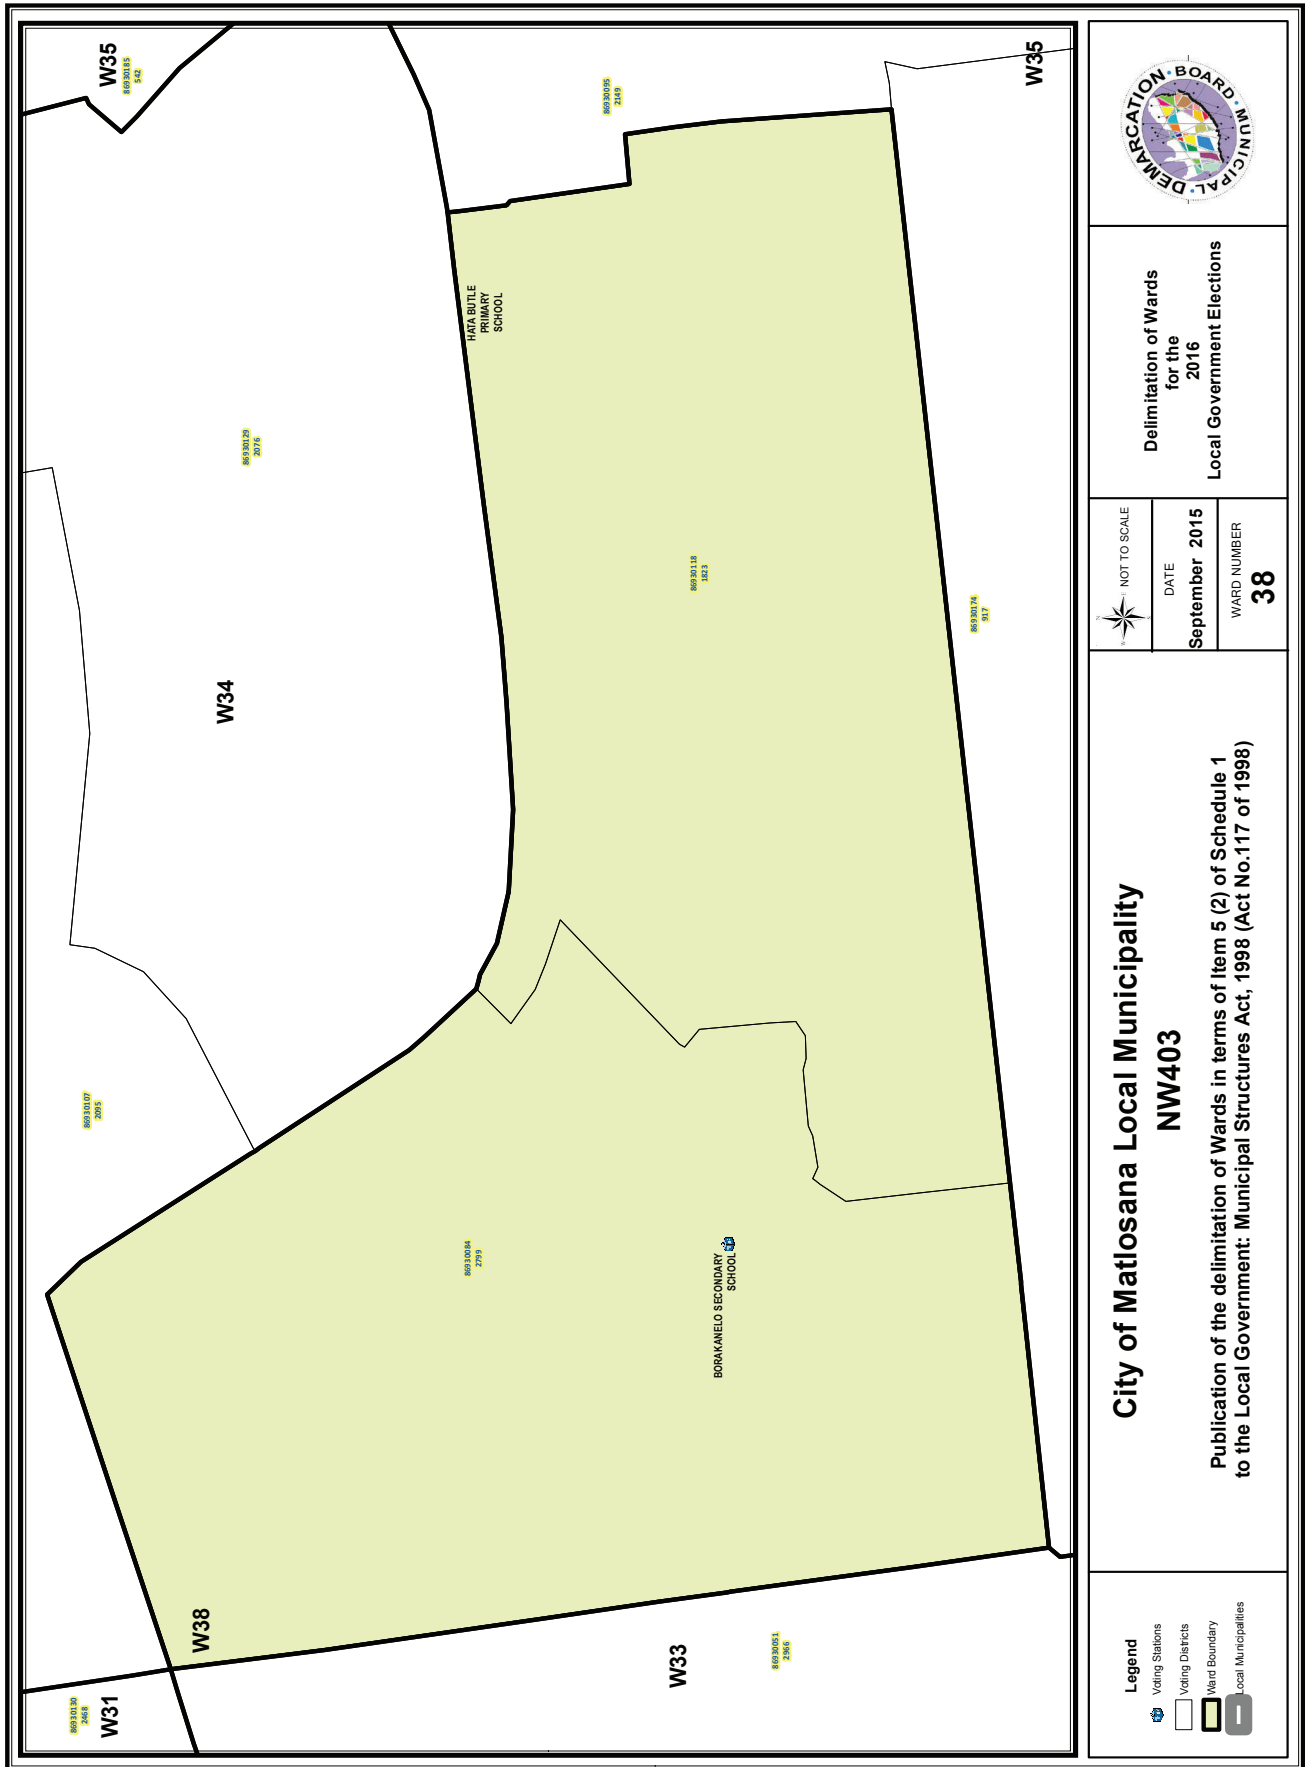 W35
86930185
542
W34
86930129
2076
86930107
2095
86930130
2468
W31
W38
HATA BUTLE
PRIMARY
SCHOOL
86930095
2149
W35
86930118
1823
86930174
917
86930084
2799
BORAKANELO SECONDARY
SCHOOL
W33
86930051
2966
Legend
Voting Stations
Voting Districts
Ward Boundary
Local Municipalities
City of Matlosana Local Municipality
NW403
Publication of the delimitation of Wards in terms of Item 5 (2) of Schedule 1
to the Local Government: Municipal Structures Act, 1998 (Act No.117 of 1998)
N
W
E
S
NOT TO SCALE
DATE
September 2015
WARD NUMBER
38
Delimitation of Wards
for the
2016
Local Government Elections
MUNICIPAL • DEMARCATION • BOARD •